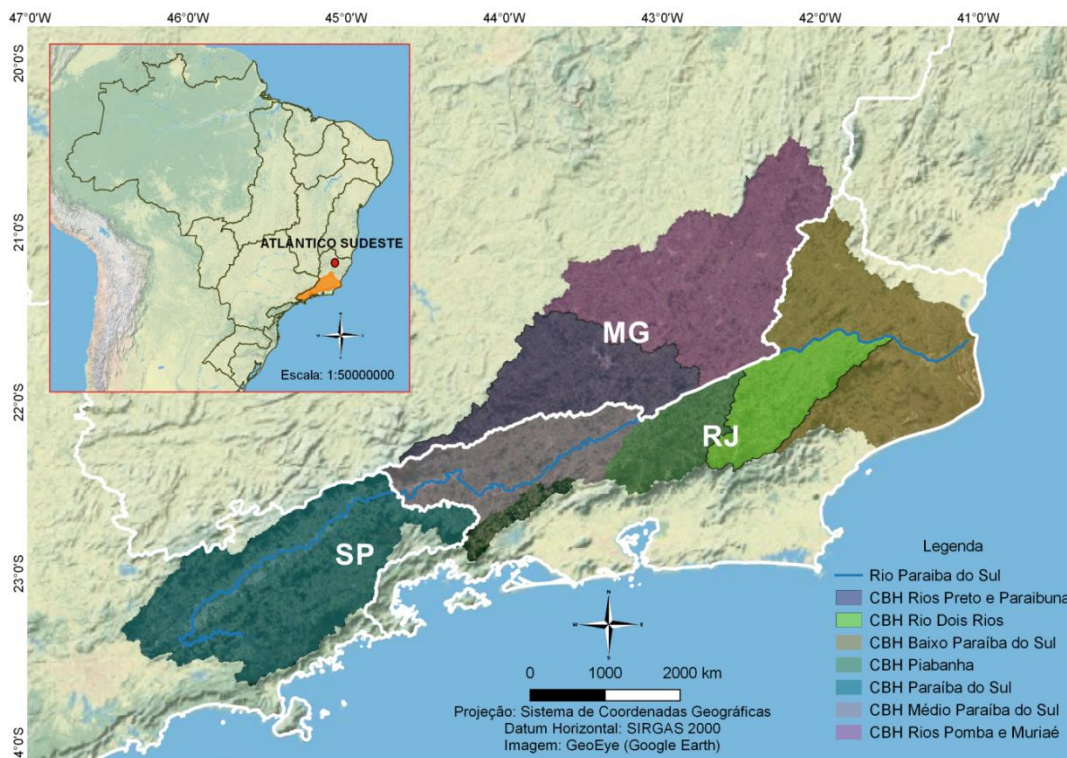 47°0'W 46°0'W 45°0'W 44°0'W 43°0'W 42°0'W 41°0'W
20°0'S
21°0'S
22°0'S
23°0'S
4°0'S
ATLÂNTICO SUDESTE
Escala: 1:50000000
MG
RJ
SP
Legenda
Rio Paraiba do Sul
CBH Rios Preto e Paraibuna
CBH Rio Dois Rios
CBH Baixo Paraíba do Sul
CBH Piabanha
CBH Paraíba do Sul
CBH Médio Paraíba do Sul
CBH Rios Pomba e Muriaé
0 1000 2000 km
Projeção: Sistema de Coordenadas Geográficas
Datum Horizontal: SIRGAS 2000
Imagem: GeoEye (Google Earth)